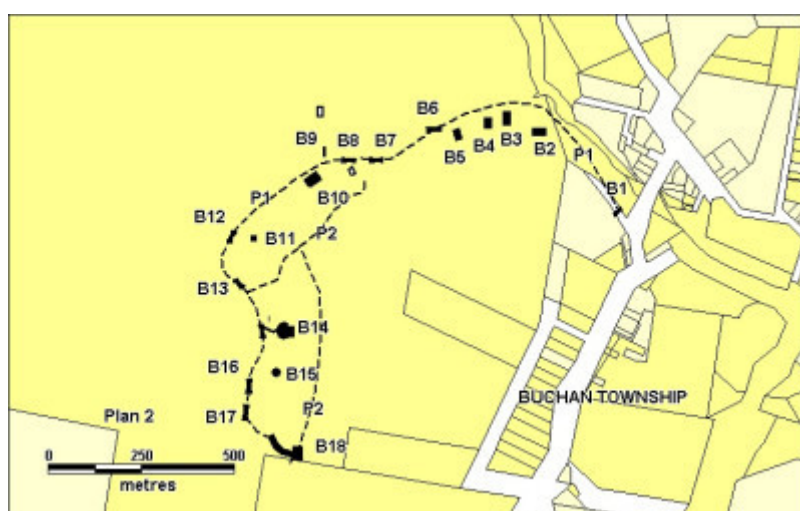 B6
B9
B8
B7
B5
B4
B3
B2
P1
B1
P1
B10
B12
B11
P2
B13
B14
B16
B15
B17
P2
BUCHAN TOWNSHIP
Plan 2
B18
0 250 500
metres